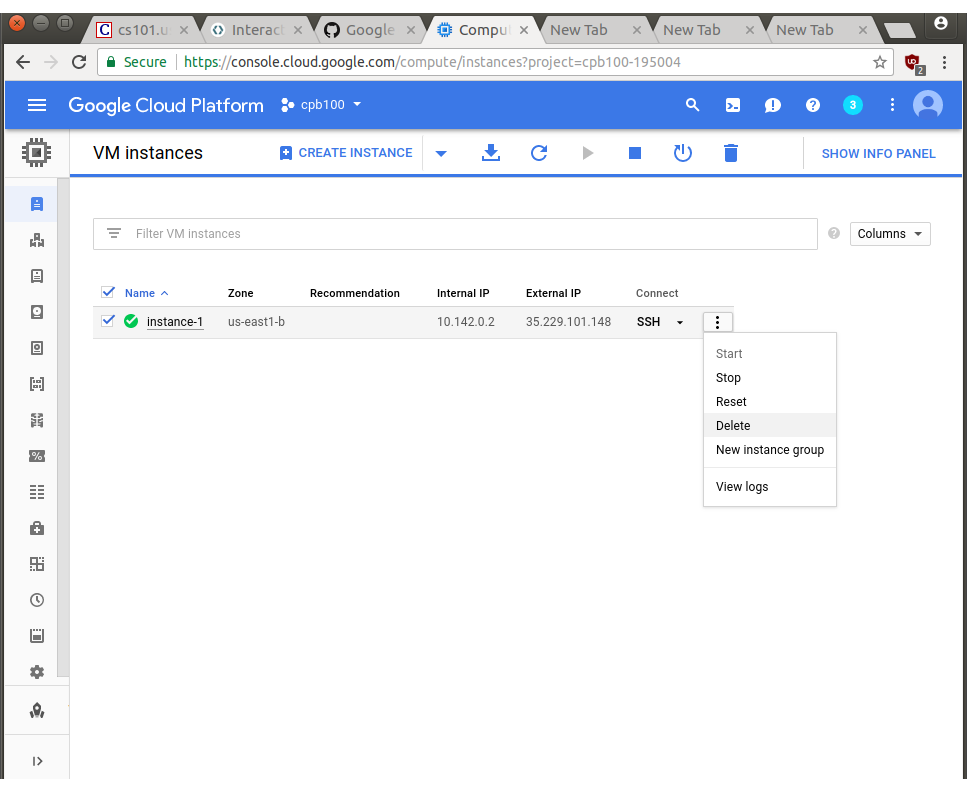 cs101.u
Interac
Google
Comput
New Tab
New Tab
New Tab
Secure https://console.cloud.google.com/compute/instances?project=cpb100-195004
2
Google Cloud Platform cpb100
3
VM instances CREATE INSTANCE SHOW INFO PANEL
Filter VM instances
Columns
Name Zone Recommendation Internal IP External IP Connect
instance-1 us-east1-b 10.142.0.2 35.229.101.148 SSH
Start
Stop
Reset
Delete
New instance group
View logs